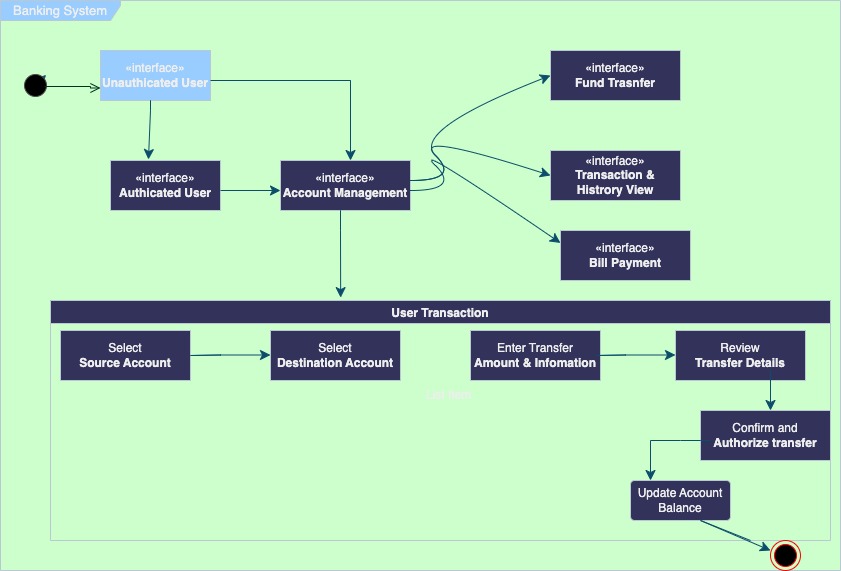 Banking System
«interface»
Unauthicated User
«interface»
Authicated User
«interface»
Account Management
«interface»
Fund Trasnfer
«interface»
Transaction &
Histrory View
«interface»
Bill Payment
User Transaction
Select
Source Account
Select
Destination Account
Enter Transfer
Amount & Infomation
Review
Transfer Details
List Item
Confirm and
Authorize transfer
Update Account
Balance